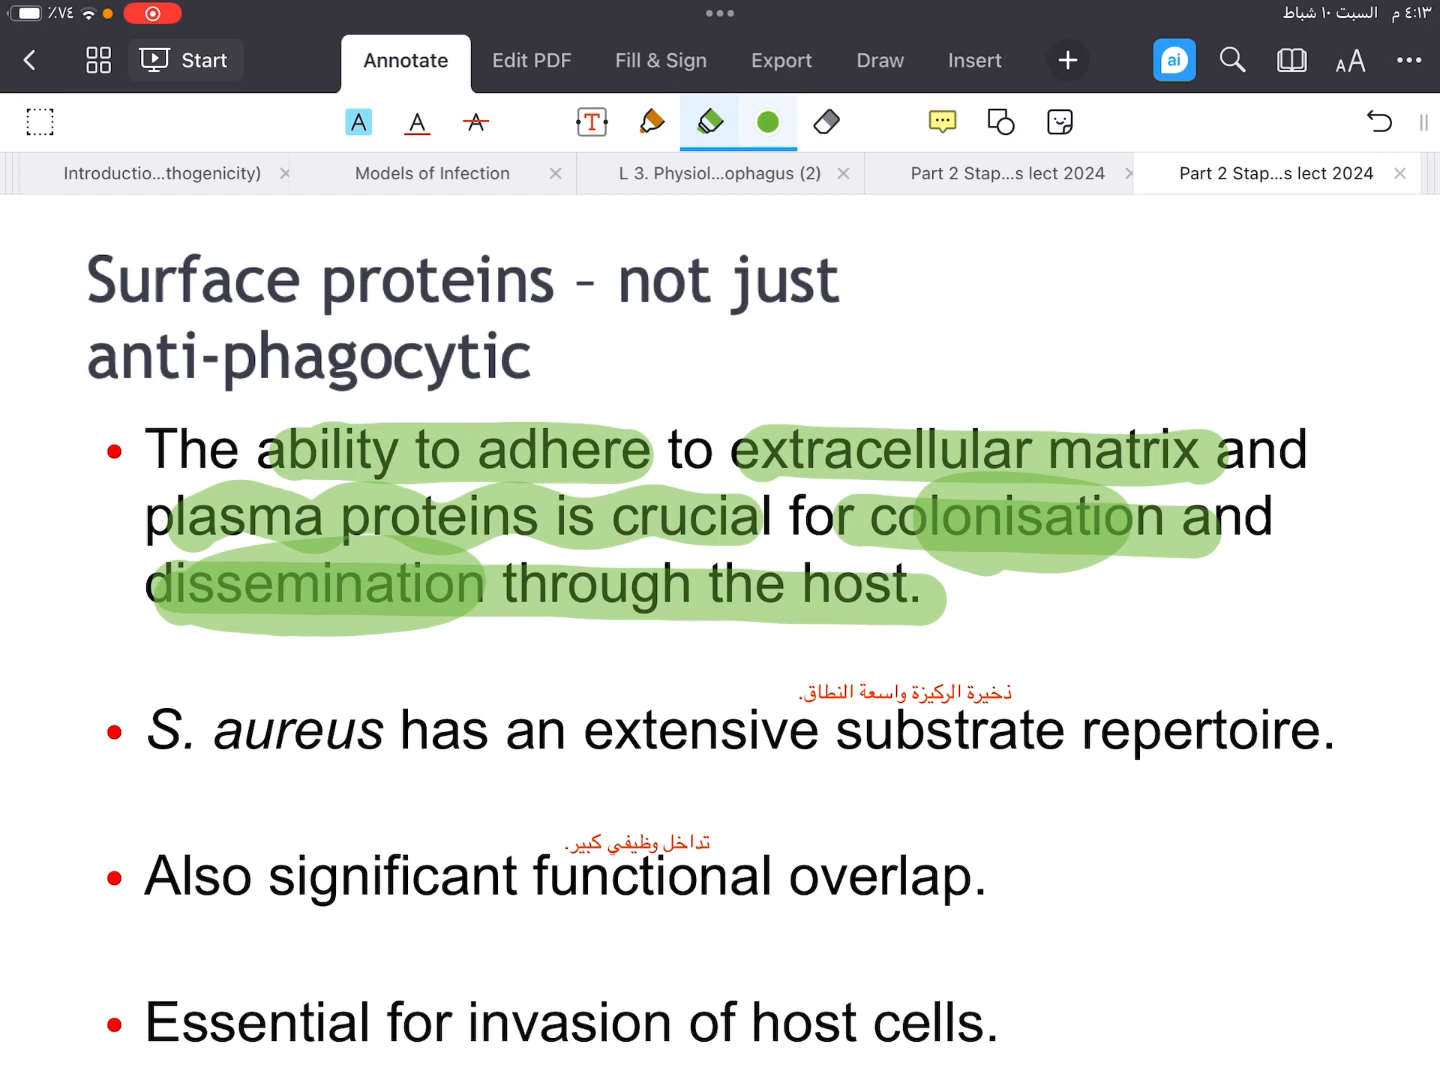 ٪٧٤
السبت ١٠ شباط ٤:١٣ م
Start
Annotate
Edit PDF
Fill & Sign
Export
Draw
Insert
ai
AA
A A A T
Introductio...thogenicity)
Models of Infection
L 3. Physiol...ophagus (2)
Part 2 Stap...s lect 2024
Part 2 Stap...s lect 2024
Surface proteins – not just
anti-phagocytic
• The ability to adhere to extracellular matrix and
plasma proteins is crucial for colonisation and
dissemination through the host.
ذخيرة الركيزة واسعة النطاق.
• S. aureus has an extensive substrate repertoire.
تداخل وظيفي كبير.
• Also significant functional overlap.
• Essential for invasion of host cells.